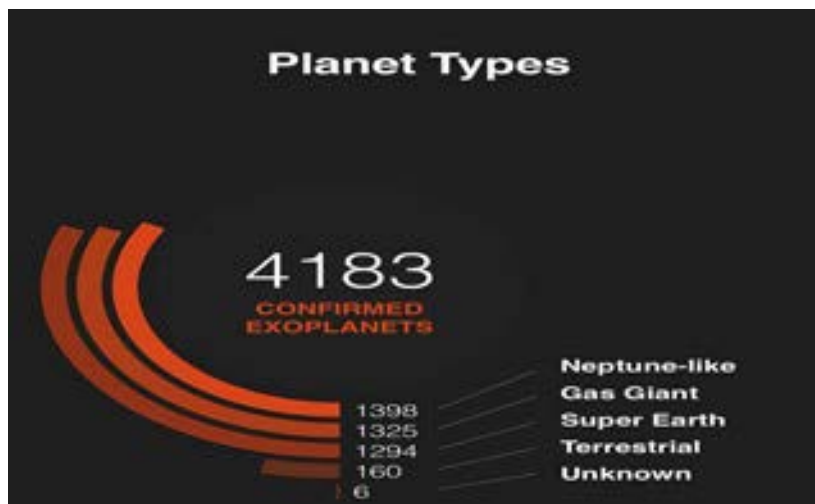 Planet Types
4183
CONFIRMED
EXOPLANETS
1398 Neptune-like
1325 Gas Giant
1294 Super Earth
160 Terrestrial
6 Unknown